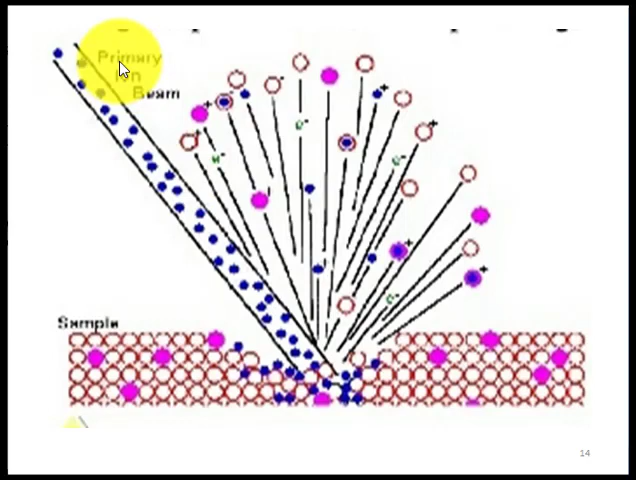 Primary
Ion
Beam
+
+
-
+
+
e-
e-
e-
+
+
+
Sample
14